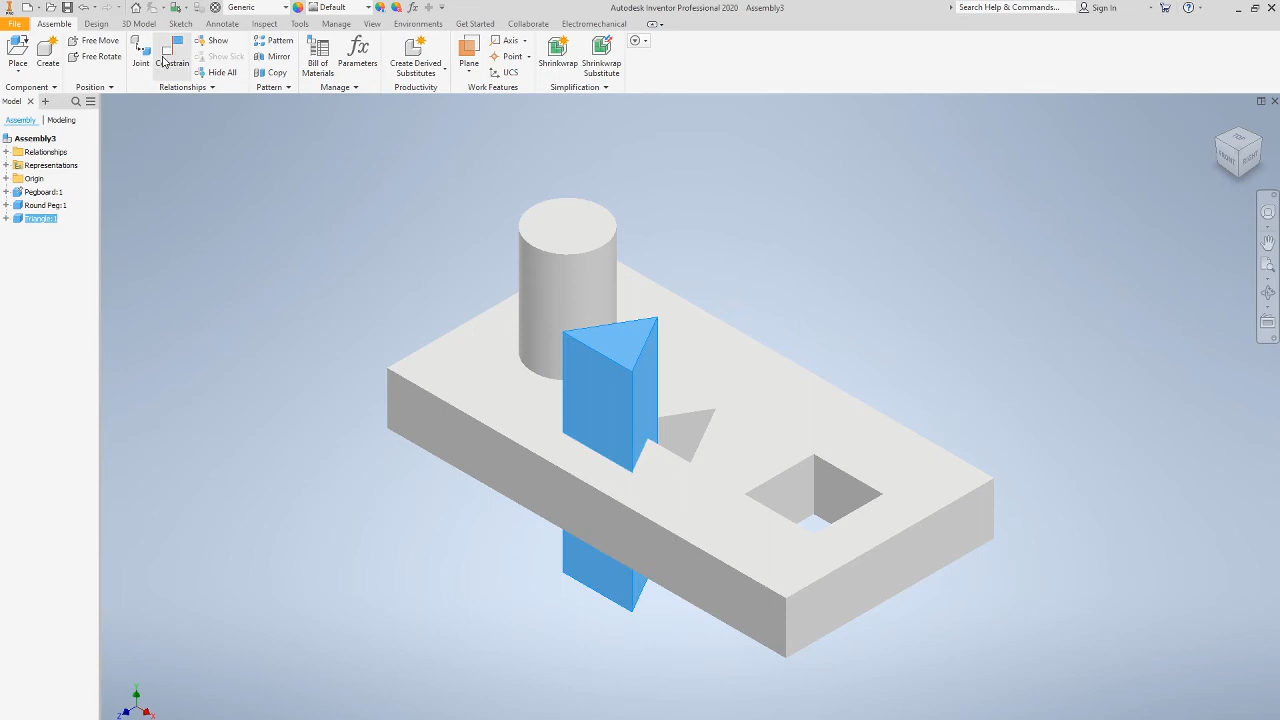 Generic
Default
Autodesk Inventor Professional 2020 Assembly3
Search Help & Commands...
Sign In
File Assemble Design 3D Model Sketch Annotate Inspect Tools Manage View Environments Get Started Collaborate Electromechanical
Place
Create
Free Move
Free Rotate
Joint
Constrain
Show
Show Sick
Hide All
Pattern
Mirror
Copy
Bill of
Materials
Parameters
Create Derived
Substitutes
Plane
Axis
Point
UCS
Shrinkwrap
Shrinkwrap
Substitute
Component Position Relationships Pattern Manage Productivity Work Features Simplification
Model
Assembly Modeling
Assembly3
Relationships
Representations
Origin
Pegboard:1
Round Peg:1
Triangle:1
TOP
FRONT RIGHT
Y
Z X